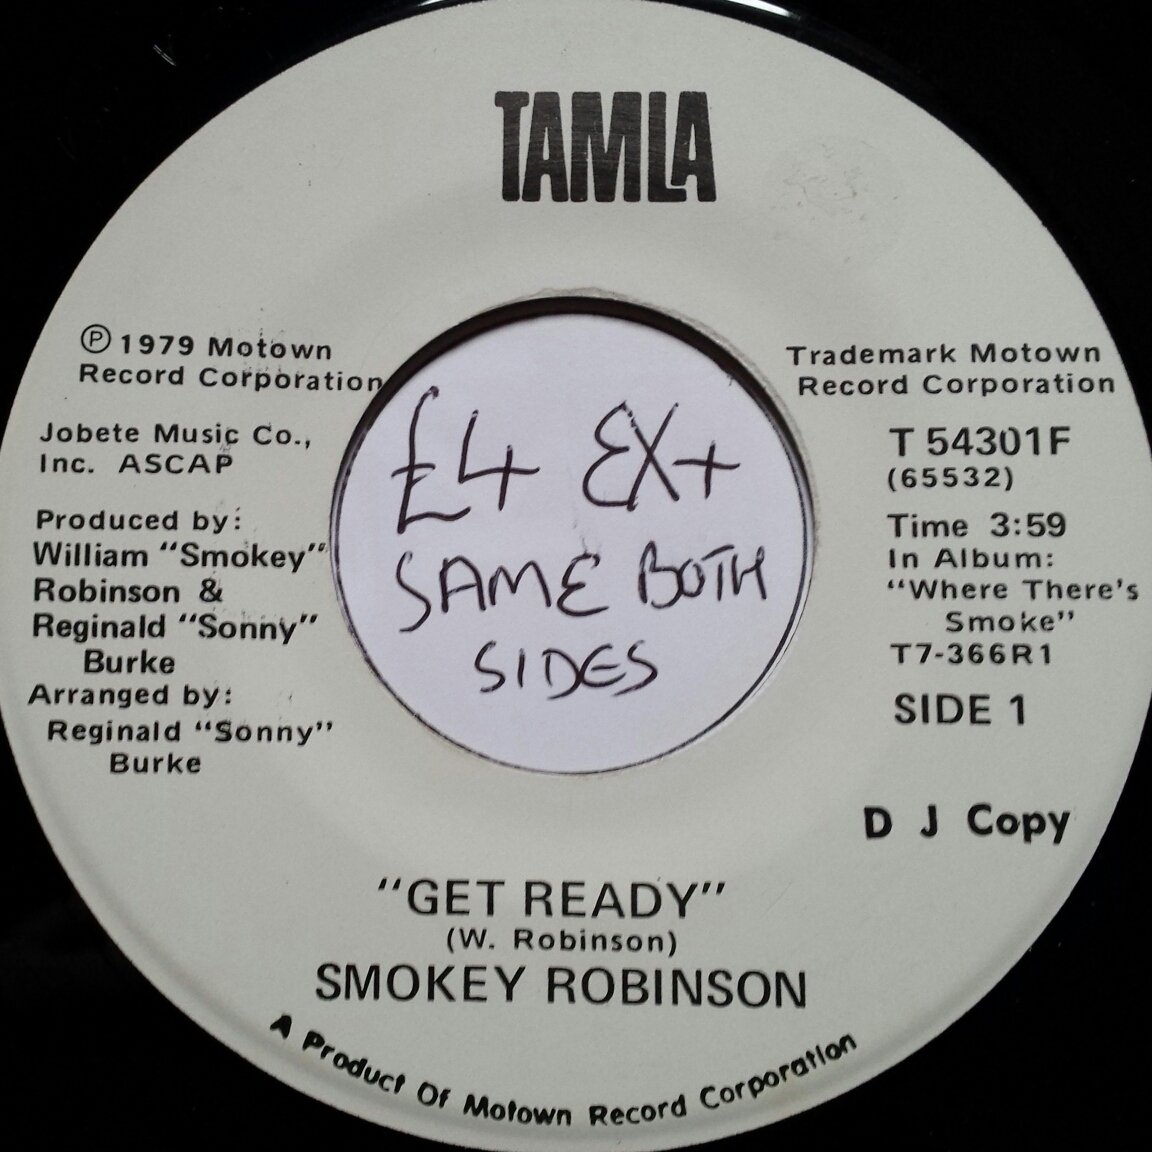 TAMLA
℗ 1979 Motown
Record Corporation
Jobete Music Co.,
Inc. ASCAP
Produced by:
William "Smokey"
Robinson &
Reginald "Sonny"
Burke
Arranged by:
Reginald "Sonny"
Burke
£4 EX+
SAME BOTH
SIDES
Trademark Motown
Record Corporation
T 54301F
(65532)
Time 3:59
In Album:
"Where There's
Smoke"
T7-366R1
SIDE 1
D J Copy
"GET READY"
(W. Robinson)
SMOKEY ROBINSON
A Product Of Motown Record Corporation